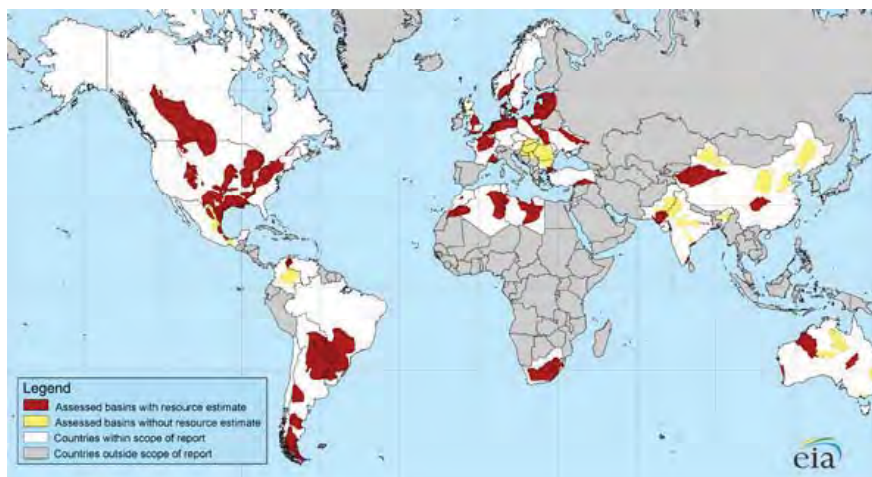 Legend
Assessed basins with resource estimate
Assessed basins without resource estimate
Countries within scope of report
Countries outside scope of report
eia